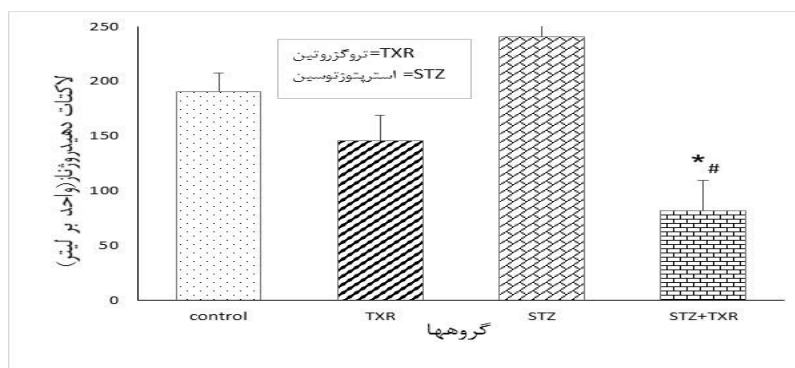 لاکتات دهیدروژناز(واحد بر لیتر)
250
200
150
100
50
0
TXR=تروگزروتین
STZ= استرپتوزتوسین
*#
control
TXR
STZ
STZ+TXR
گروهها